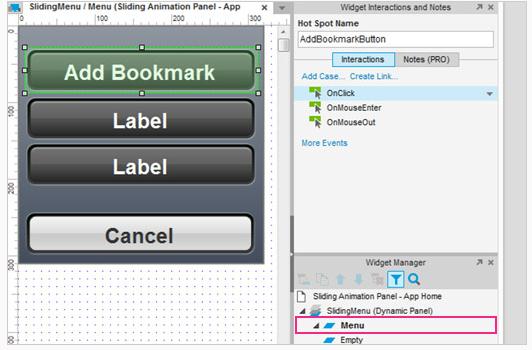 SlidingMenu / Menu (Sliding Animation Panel - App
Widget Interactions and Notes
0 100 200 300
Hot Spot Name
AddBookmarkButton
Interactions
Notes (PRO)
Add Case... Create Link...
OnClick
OnMouseEnter
OnMouseOut
More Events
0
Add Bookmark
100
Label
Label
200
Cancel
300
Widget Manager
Sliding Animation Panel - App Home
SlidingMenu (Dynamic Panel)
Menu
Empty